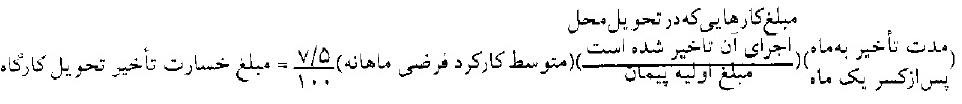 مبلغ کارهایی که در تحویل محل
(مدت تأخیر به ماه)(اجرای آن تاخیر شده است)(متوسط کارکرد فرضی ماهانه) ۷/۵ = مبلغ خسارت تأخیر تحویل کارگاه
پس از کسر یک ماه مبلغ اولیه پیمان ۱۰۰